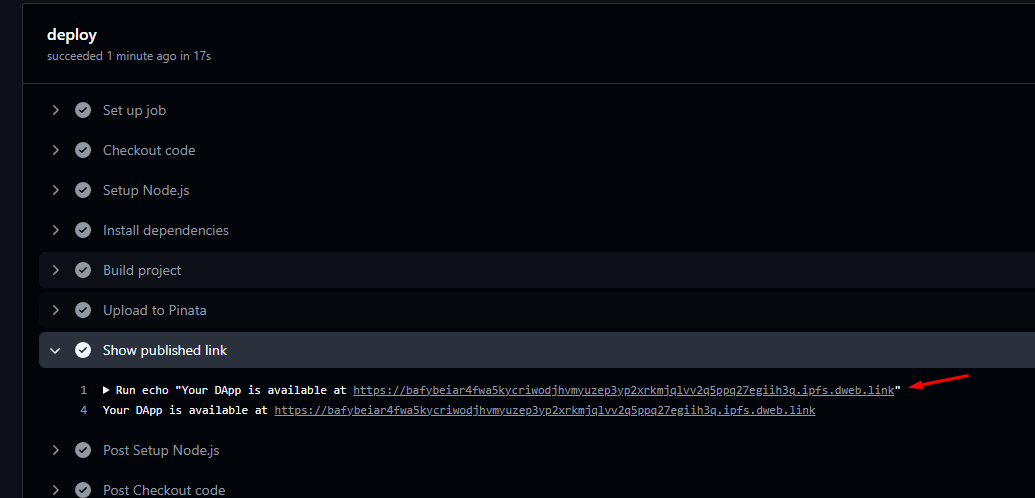 deploy
succeeded 1 minute ago in 17s
Set up job
Checkout code
Setup Node.js
Install dependencies
Build project
Upload to Pinata
Show published link
1 Run echo "Your DApp is available at https://bafybeiar4fwa5kycriwodjhvmyuzep3yp2xrkmjqlvv2q5ppq27egiih3q.ipfs.dweb.link"
4 Your DApp is available at https://bafybeiar4fwa5kycriwodjhvmyuzep3yp2xrkmjqlvv2q5ppq27egiih3q.ipfs.dweb.link
Post Setup Node.js
Post Checkout code